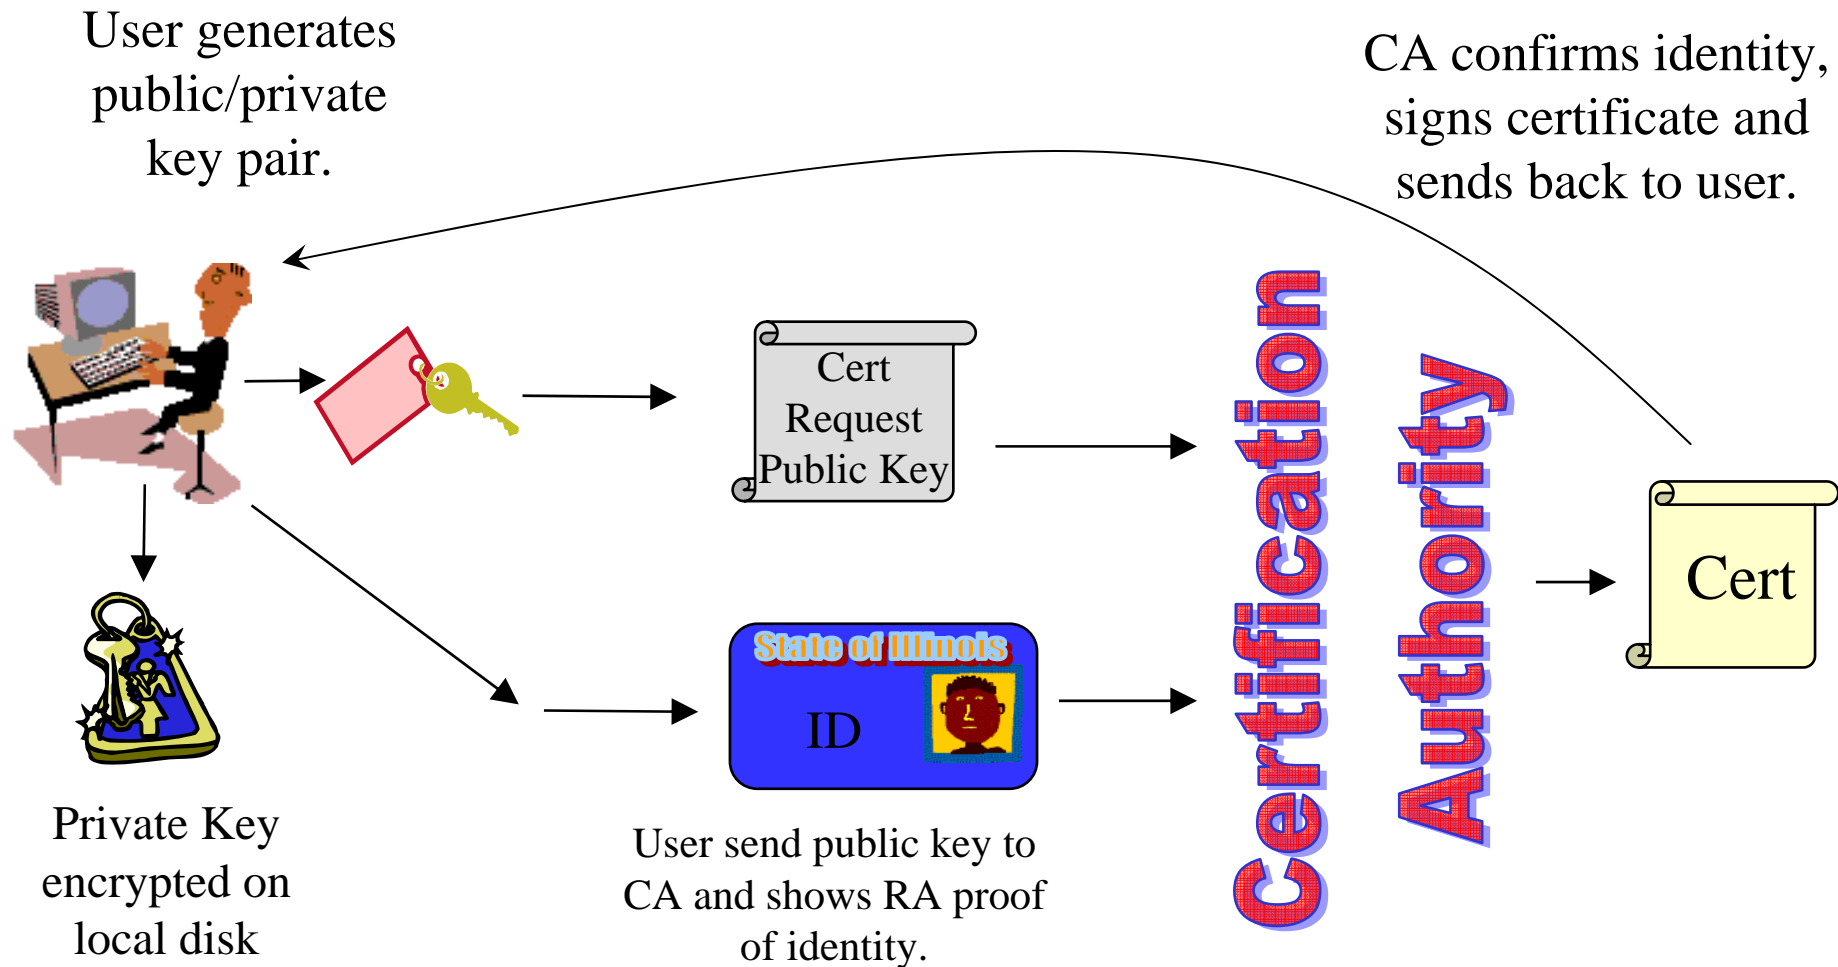 User generates
public/private
key pair.
CA confirms identity,
signs certificate and
sends back to user.
Cert
Request
Public Key
Certification
Authority
Cert
State of Illinois
ID
Private Key
encrypted on
local disk
User send public key to
CA and shows RA proof
of identity.